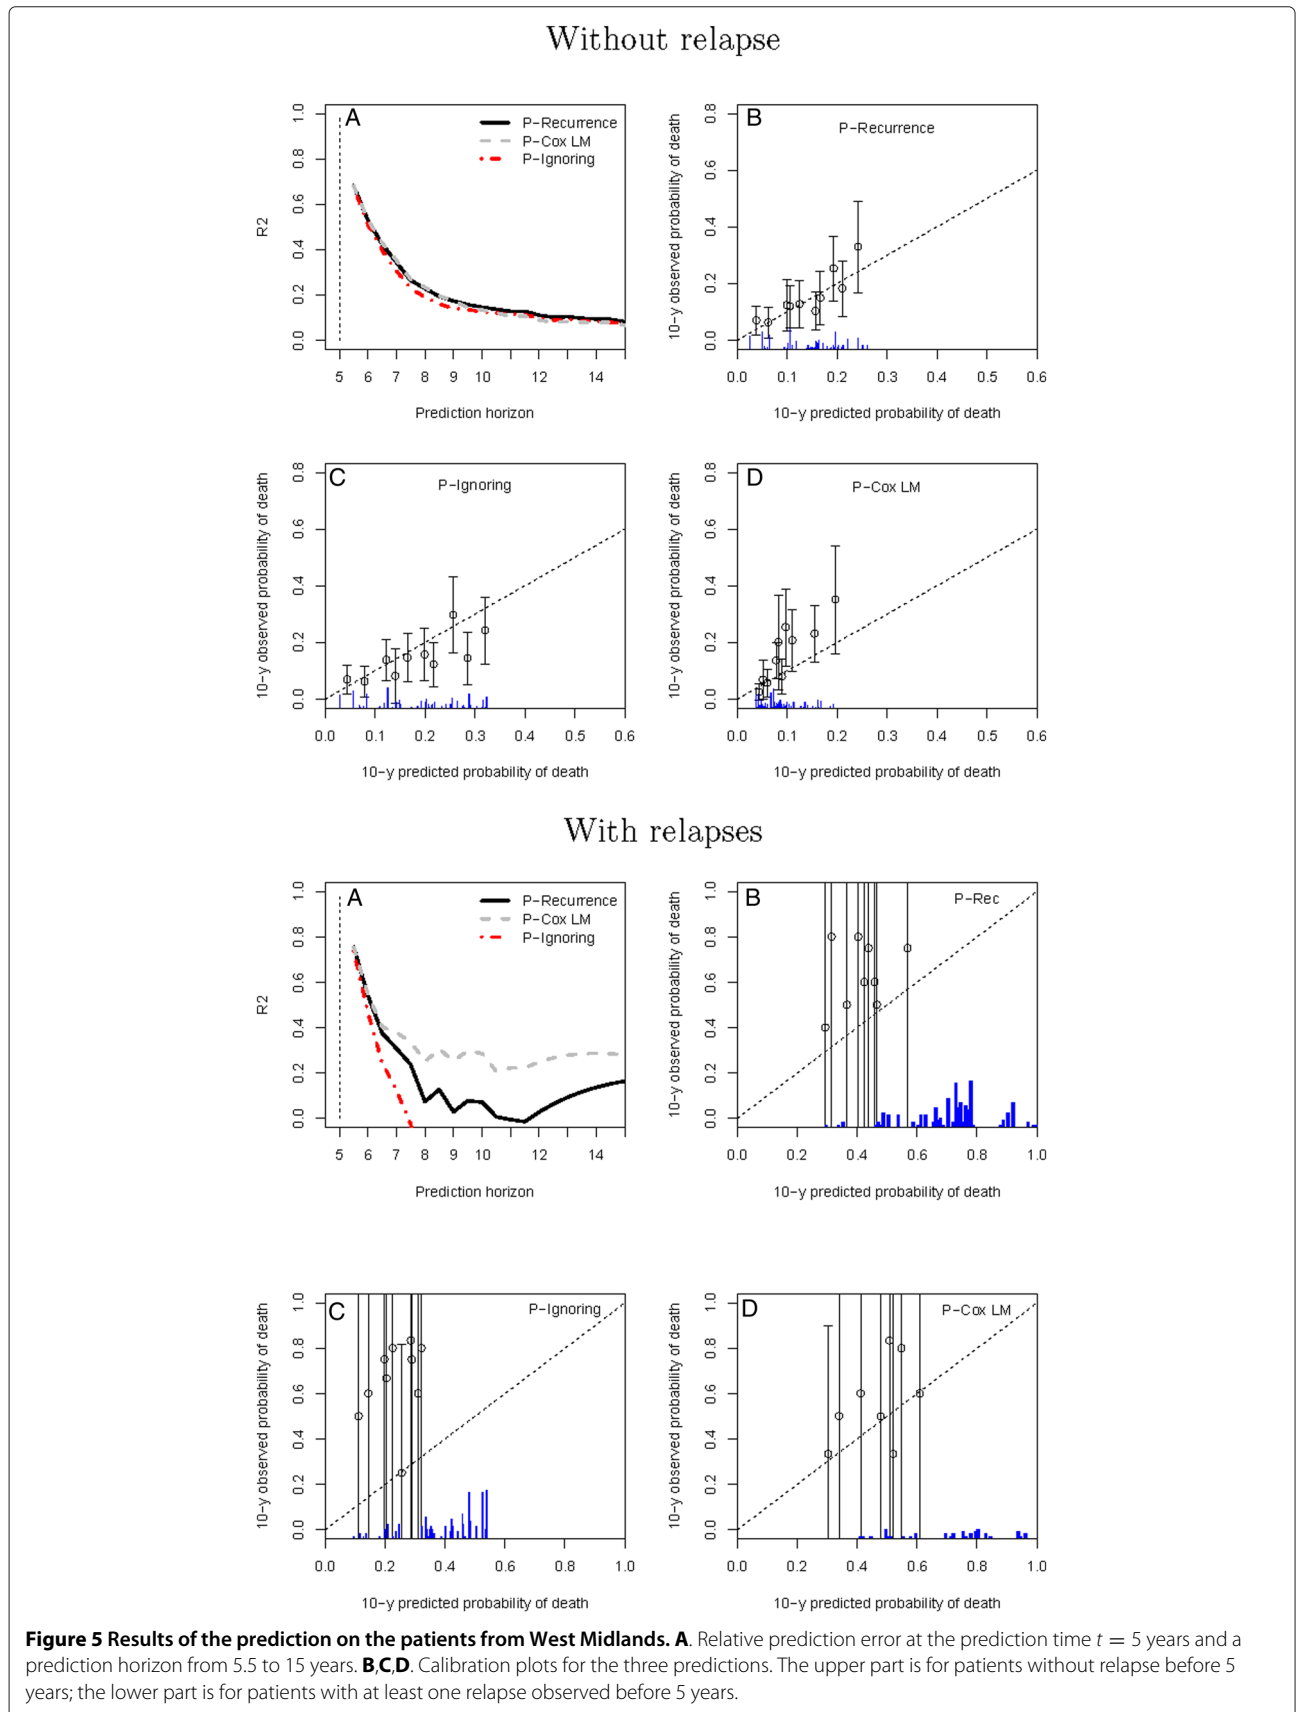 Without relapse
A
P-Recurrence
P-Cox LM
P-Ignoring
1.0
0.8
0.6
0.4
0.2
0.0
R2
5 6 7 8 9 10 12 14
Prediction horizon
B
P-Recurrence
0.8
0.6
0.4
0.2
0.0
10-y observed probability of death
0.0 0.1 0.2 0.3 0.4 0.5 0.6
10-y predicted probability of death
C
P-Ignoring
0.8
0.6
0.4
0.2
0.0
10-y observed probability of death
0.0 0.1 0.2 0.3 0.4 0.5 0.6
10-y predicted probability of death
D
P-Cox LM
0.8
0.6
0.4
0.2
0.0
10-y observed probability of death
0.0 0.1 0.2 0.3 0.4 0.5 0.6
10-y predicted probability of death
With relapses
A
P-Recurrence
P-Cox LM
P-Ignoring
1.0
0.8
0.6
0.4
0.2
0.0
R2
5 6 7 8 9 10 12 14
Prediction horizon
B
P-Rec
1.0
0.8
0.6
0.4
0.2
0.0
10-y observed probability of death
0.0 0.2 0.4 0.6 0.8 1.0
10-y predicted probability of death
C
P-Ignoring
1.0
0.8
0.6
0.4
0.2
0.0
10-y observed probability of death
0.0 0.2 0.4 0.6 0.8 1.0
10-y predicted probability of death
D
P-Cox LM
1.0
0.8
0.6
0.4
0.2
0.0
10-y observed probability of death
0.0 0.2 0.4 0.6 0.8 1.0
10-y predicted probability of death
Figure 5 Results of the prediction on the patients from West Midlands. A. Relative prediction error at the prediction time t = 5 years and a
prediction horizon from 5.5 to 15 years. B,C,D. Calibration plots for the three predictions. The upper part is for patients without relapse before 5
years; the lower part is for patients with at least one relapse observed before 5 years.